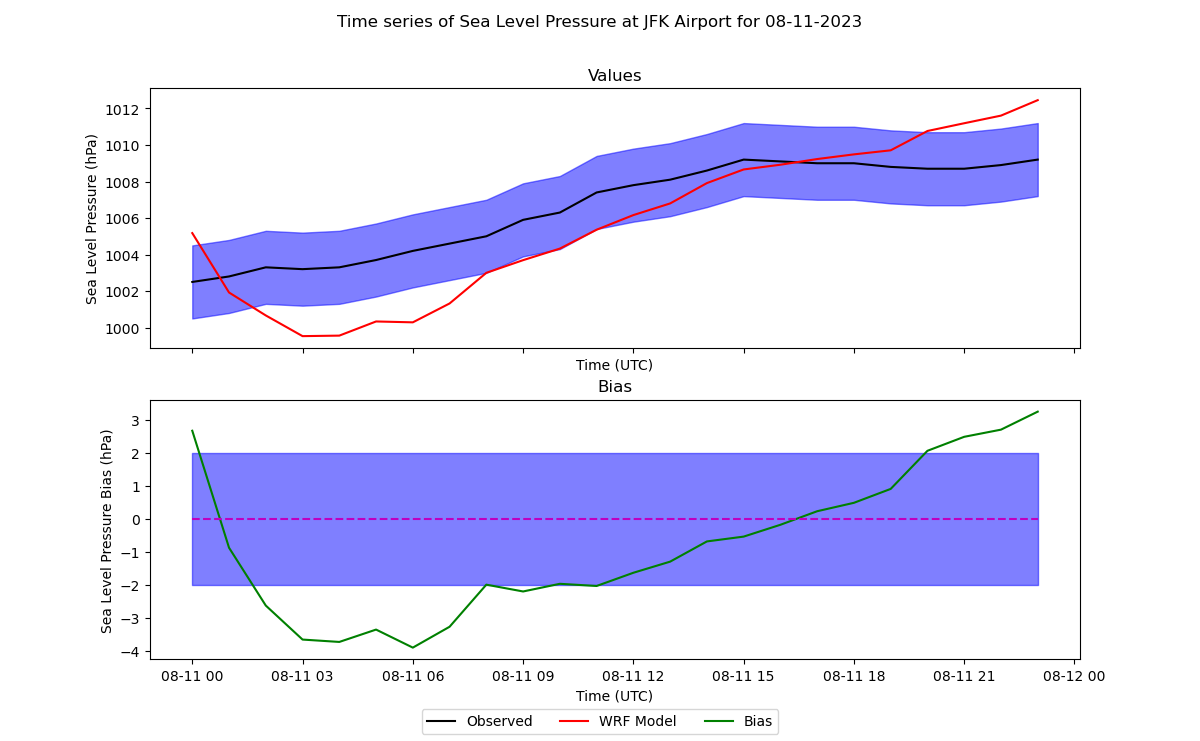 Time series of Sea Level Pressure at JFK Airport for 08-11-2023
Values
Sea Level Pressure (hPa)
1012
1010
1008
1006
1004
1002
1000
Time (UTC)
Bias
Sea Level Pressure Bias (hPa)
3
2
1
0
−1
−2
−3
−4
08-11 00 08-11 03 08-11 06 08-11 09 08-11 12 08-11 15 08-11 18 08-11 21 08-12 00
Time (UTC)
Observed WRF Model Bias